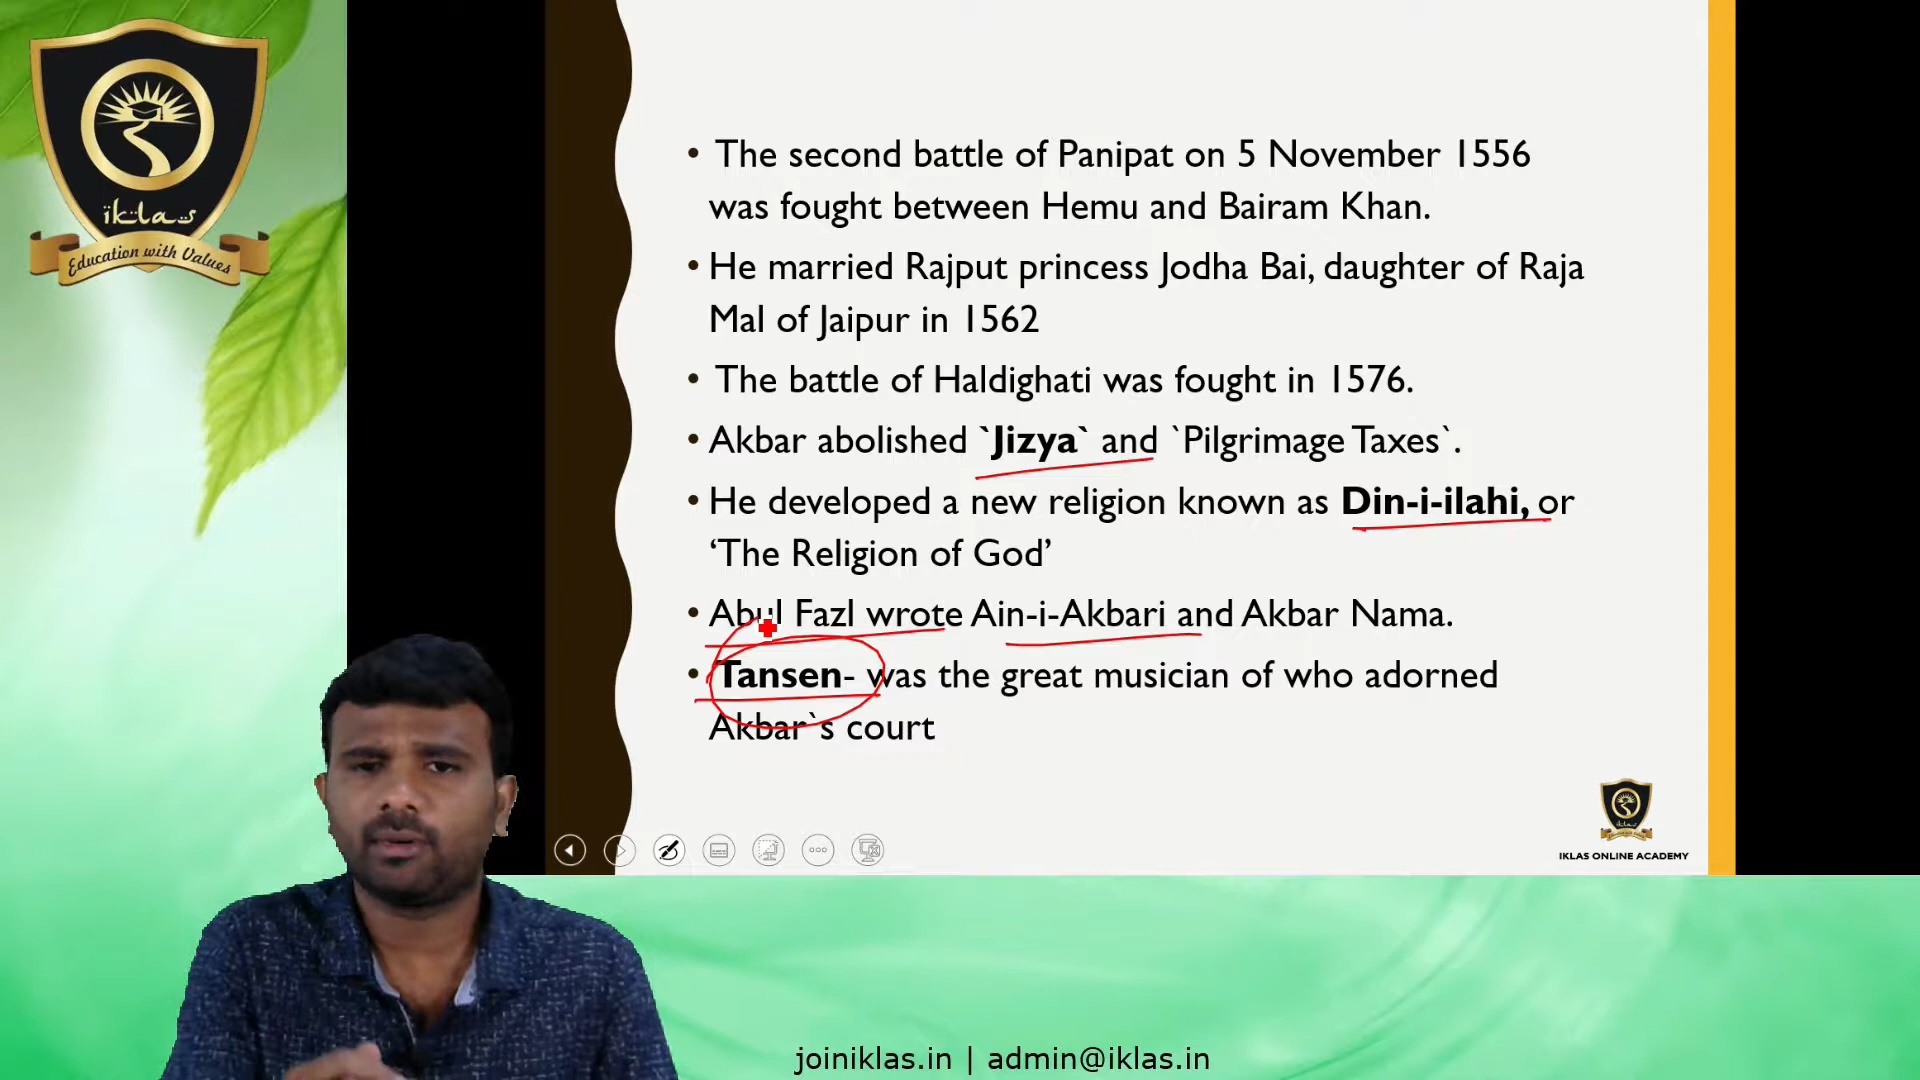 iklas
Education with Values
• The second battle of Panipat on 5 November 1556
was fought between Hemu and Bairam Khan.
• He married Rajput princess Jodha Bai, daughter of Raja
Mal of Jaipur in 1562
• The battle of Haldighati was fought in 1576.
• Akbar abolished `Jizya` and `Pilgrimage Taxes`.
• He developed a new religion known as Din-i-ilahi, or
‘The Religion of God’
• Abul Fazl wrote Ain-i-Akbari and Akbar Nama.
• Tansen- was the great musician of who adorned
Akbar`s court
iklas
IKLAS ONLINE ACADEMY
joiniklas.in | admin@iklas.in